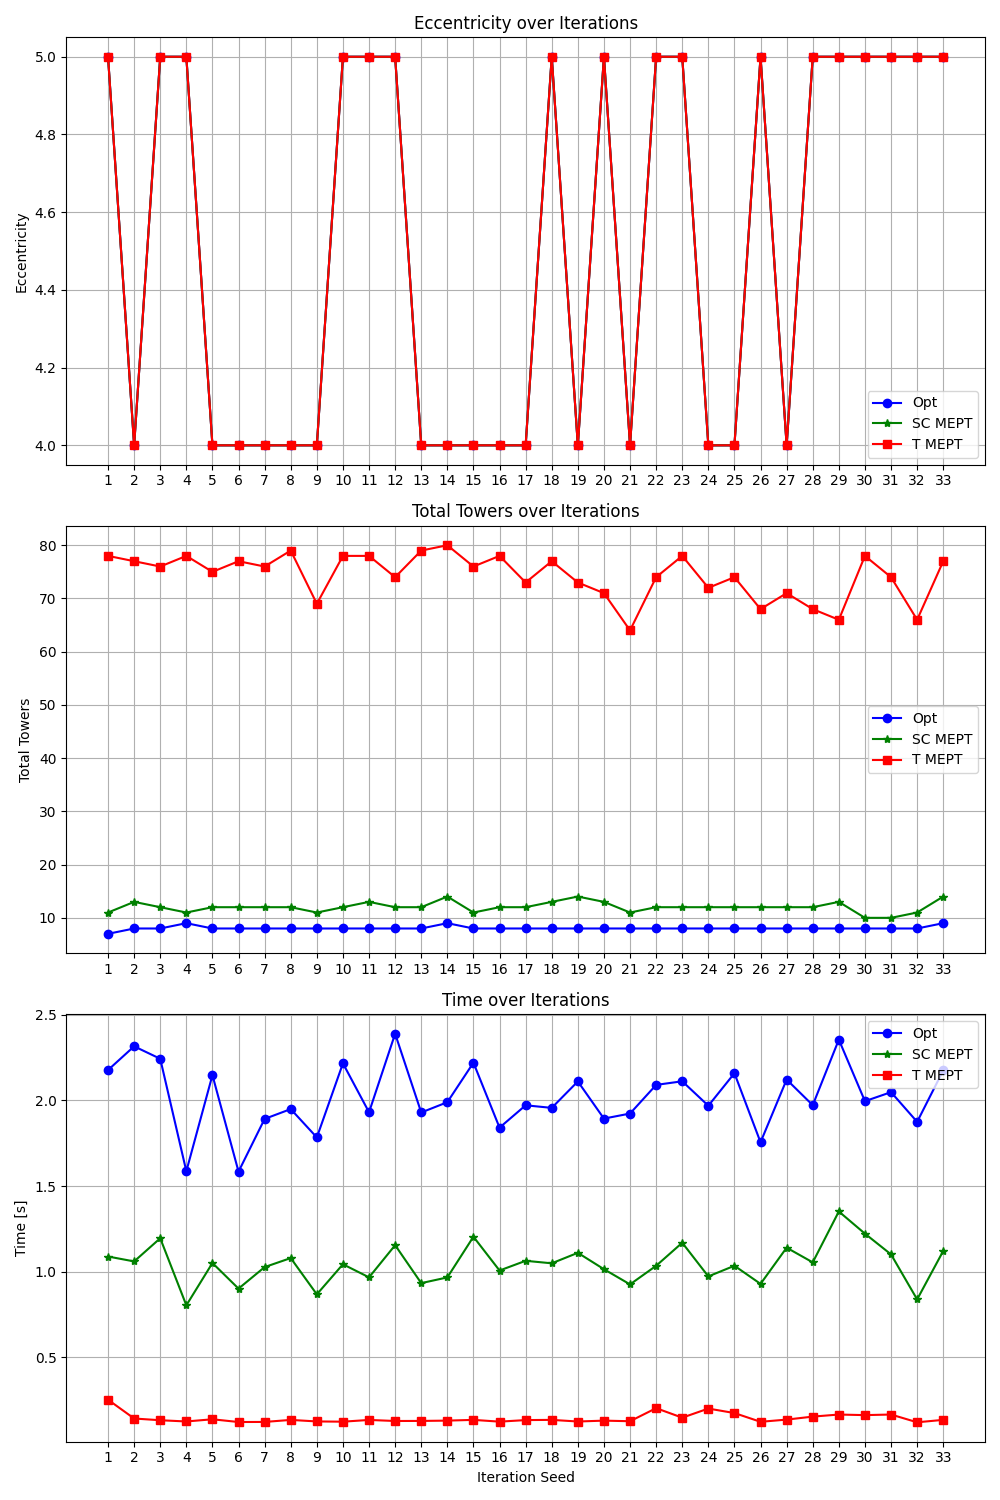 Eccentricity over Iterations
Eccentricity
5.0
4.8
4.6
4.4
4.2
4.0
Opt
SC MEPT
T MEPT
1 2 3 4 5 6 7 8 9 10 11 12 13 14 15 16 17 18 19 20 21 22 23 24 25 26 27 28 29 30 31 32 33
Total Towers over Iterations
Total Towers
80
70
60
50
40
30
20
10
Opt
SC MEPT
T MEPT
1 2 3 4 5 6 7 8 9 10 11 12 13 14 15 16 17 18 19 20 21 22 23 24 25 26 27 28 29 30 31 32 33
Time over Iterations
Time [s]
2.5
2.0
1.5
1.0
0.5
Opt
SC MEPT
T MEPT
1 2 3 4 5 6 7 8 9 10 11 12 13 14 15 16 17 18 19 20 21 22 23 24 25 26 27 28 29 30 31 32 33
Iteration Seed